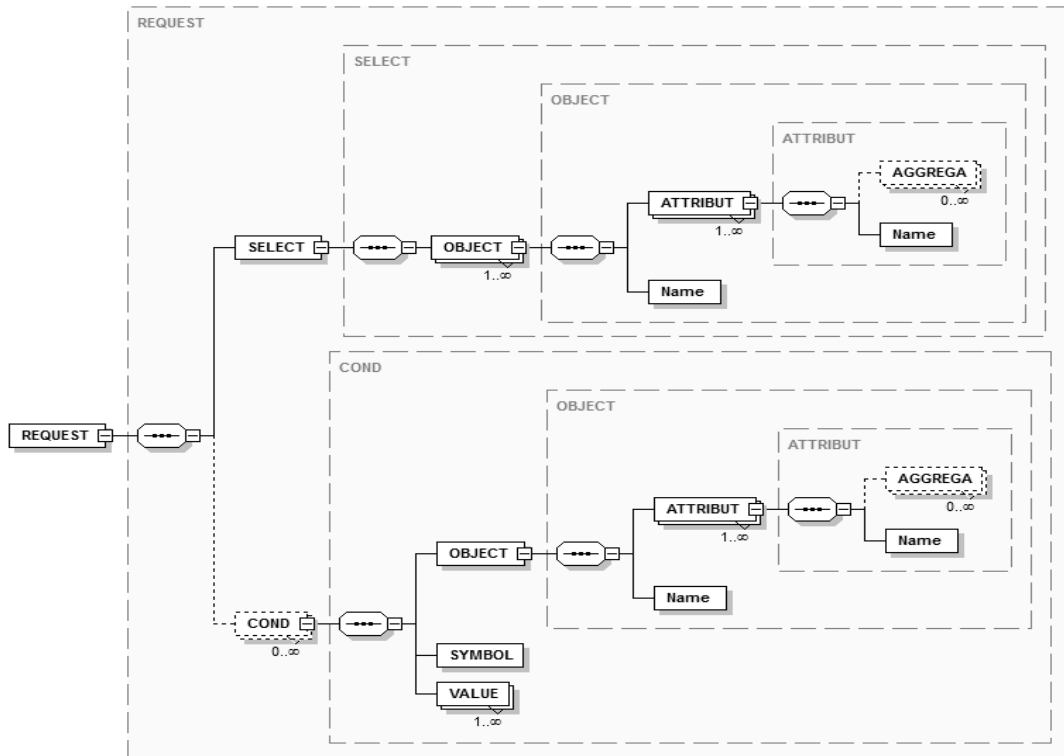 REQUEST
SELECT
OBJECT
ATTRIBUT
AGGREGA
0..∞
ATTRIBUT
1..∞
Name
SELECT
OBJECT
1..∞
Name
COND
OBJECT
REQUEST
ATTRIBUT
AGGREGA
0..∞
ATTRIBUT
1..∞
Name
OBJECT
Name
COND
0..∞
SYMBOL
VALUE
1..∞